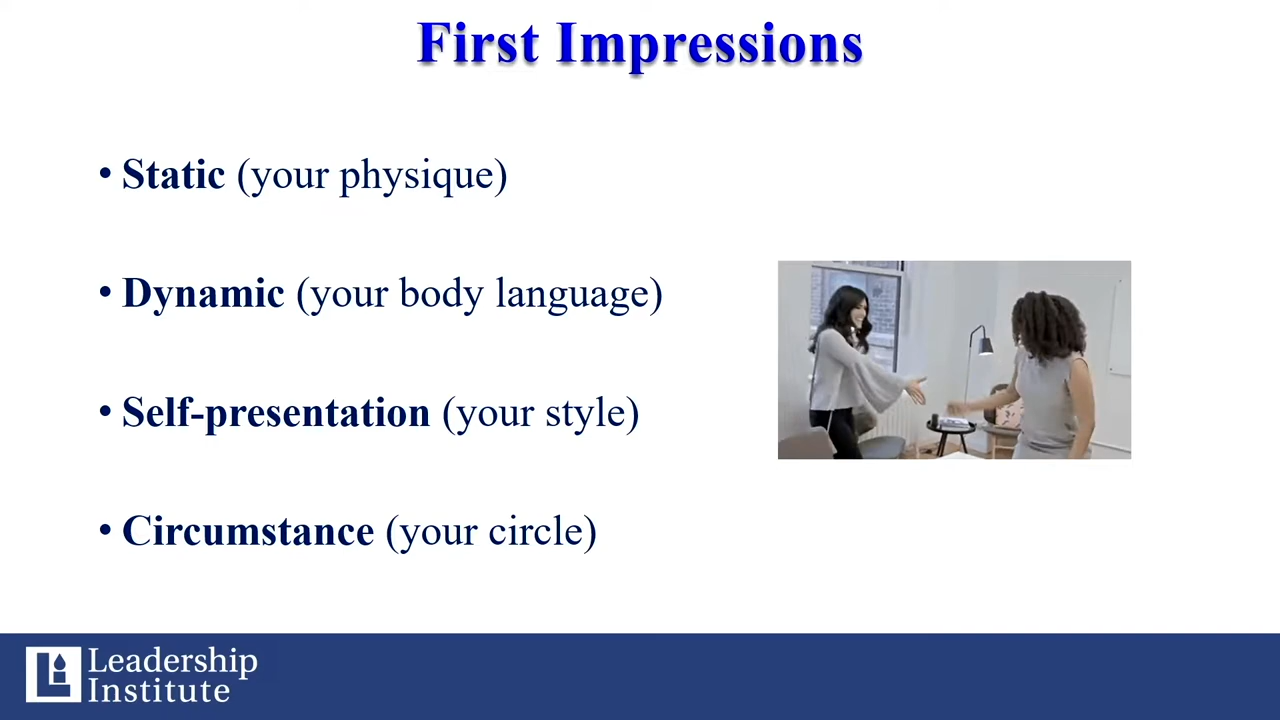 First Impressions
• Static (your physique)
• Dynamic (your body language)
• Self-presentation (your style)
• Circumstance (your circle)
Leadership
Institute